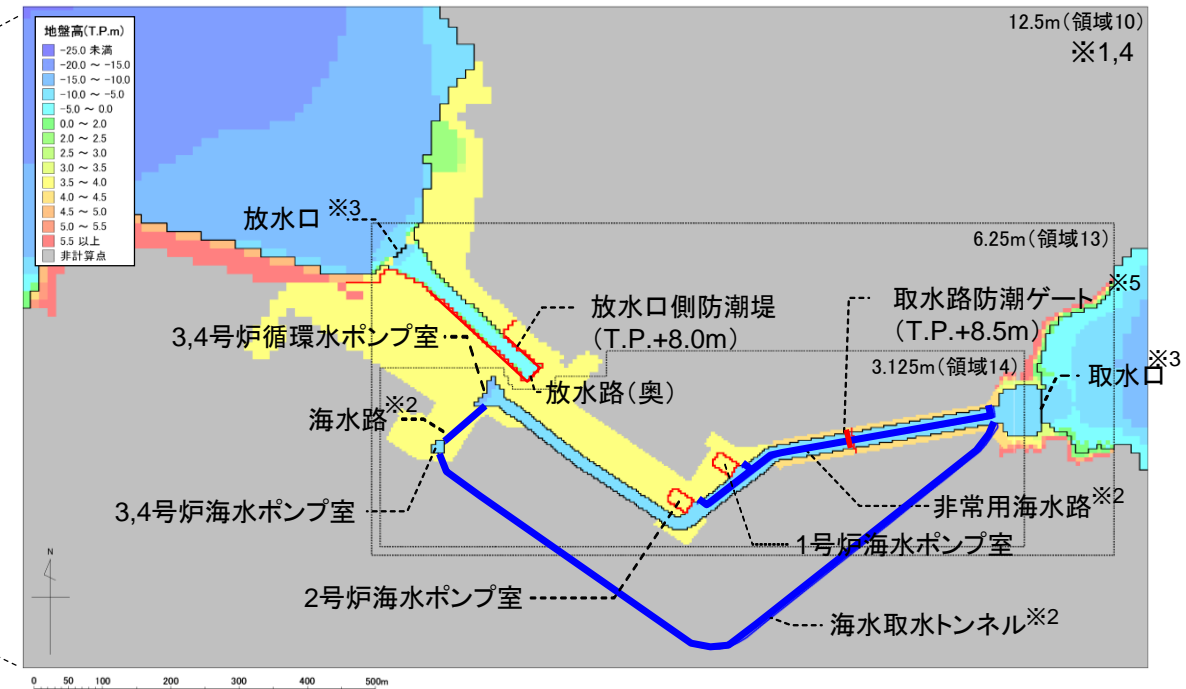 地盤高(T.P.m)
-25.0 未満
-20.0 ~ -15.0
-15.0 ~ -10.0
-10.0 ~ -5.0
-5.0 ~ 0.0
0.0 ~ 2.0
2.0 ~ 2.5
2.5 ~ 3.0
3.0 ~ 3.5
3.5 ~ 4.0
4.0 ~ 4.5
4.5 ~ 5.0
5.0 ~ 5.5
5.5 以上
非計算点
12.5m(領域10)
※1,4
放水口※3
6.25m(領域13)
放水口側防潮堤
(T.P.+8.0m)
取水路防潮ゲート※5
(T.P.+8.5m)
3,4号炉循環水ポンプ室
3.125m(領域14)
取水口※3
放水路(奥)
海水路※2
3,4号炉海水ポンプ室
非常用海水路※2
1号炉海水ポンプ室
2号炉海水ポンプ室
海水取水トンネル※2
N
0 50 100 200 300 400 500m